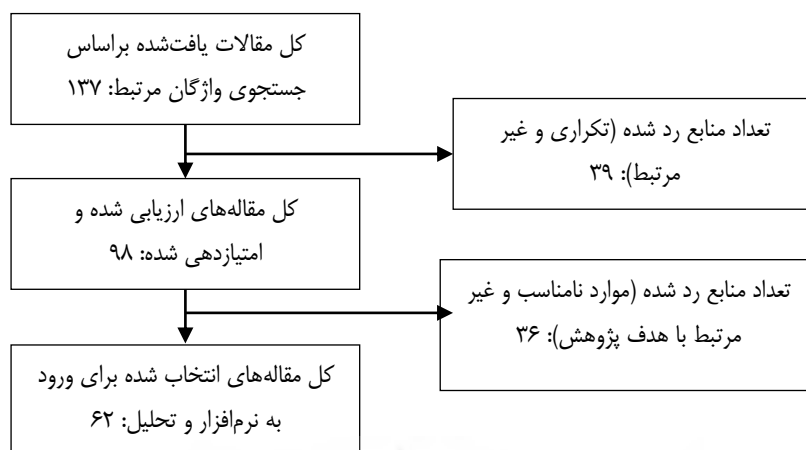 کل مقالات یافت‌شده براساس
جستجوی واژگان مرتبط: ۱۳۷
تعداد منابع رد شده (تکراری و غیر
مرتبط): ۳۹
کل مقاله‌های ارزیابی شده و
امتیازدهی شده: ۹۸
تعداد منابع رد شده (موارد نامناسب و غیر
مرتبط با هدف پژوهش): ۳۶
کل مقاله‌های انتخاب شده برای ورود
به نرم‌افزار و تحلیل: ۶۲